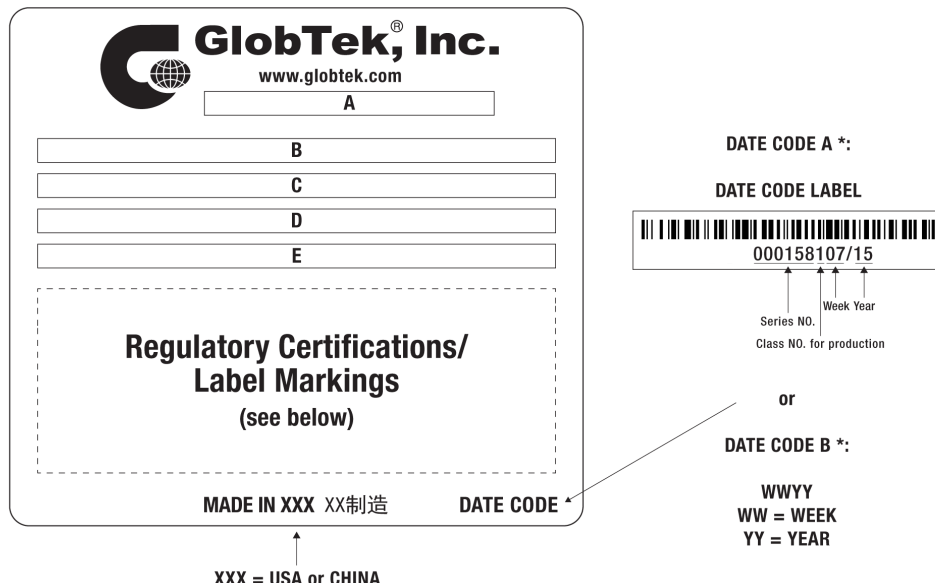 GlobTek,® Inc.
www.globtek.com
A
B
C
D
E
Regulatory Certifications/
Label Markings
(see below)
MADE IN XXX XX制造 DATE CODE
XXX = USA or CHINA
DATE CODE A *:
DATE CODE LABEL
000158107/15
Week Year
Series NO.
Class NO. for production
or
DATE CODE B *:
WWYY
WW = WEEK
YY = YEAR